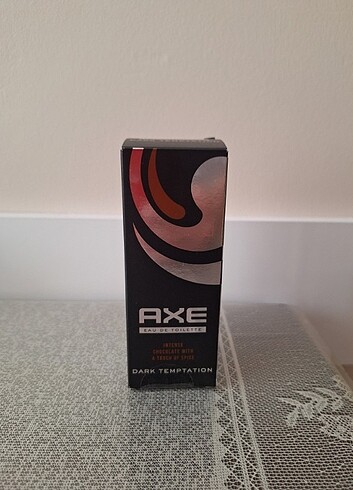 AXE
EAU DE TOILETTE
INTENSE
CHOCOLATE WITH
A TOUCH OF SPICE
DARK TEMPTATION